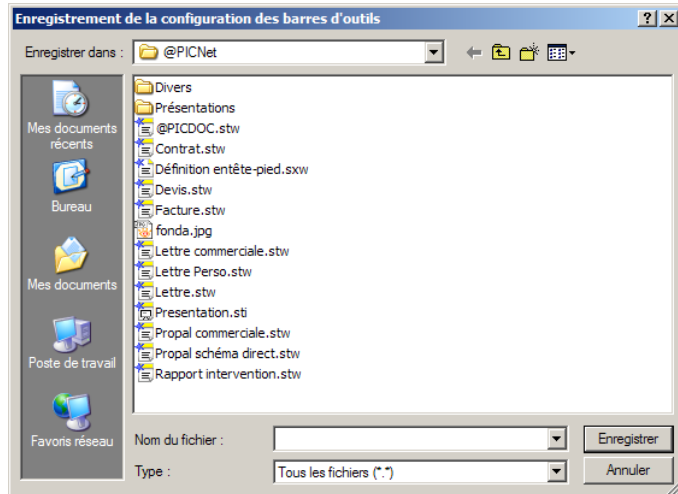 Enregistrement de la configuration des barres d'outils
Enregistrer dans :
@PICNet
Mes documents
récents
Bureau
Mes documents
Poste de travail
Favoris réseau
Divers
Présentations
@PICDOC.stw
Contrat.stw
Définition entête-pied.sxw
Devis.stw
Facture.stw
fonda.jpg
Lettre commerciale.stw
Lettre Perso.stw
Lettre.stw
Presentation.sti
Propal commerciale.stw
Propal schéma direct.stw
Rapport intervention.stw
Nom du fichier :
Enregistrer
Type :
Tous les fichiers (*.*)
Annuler